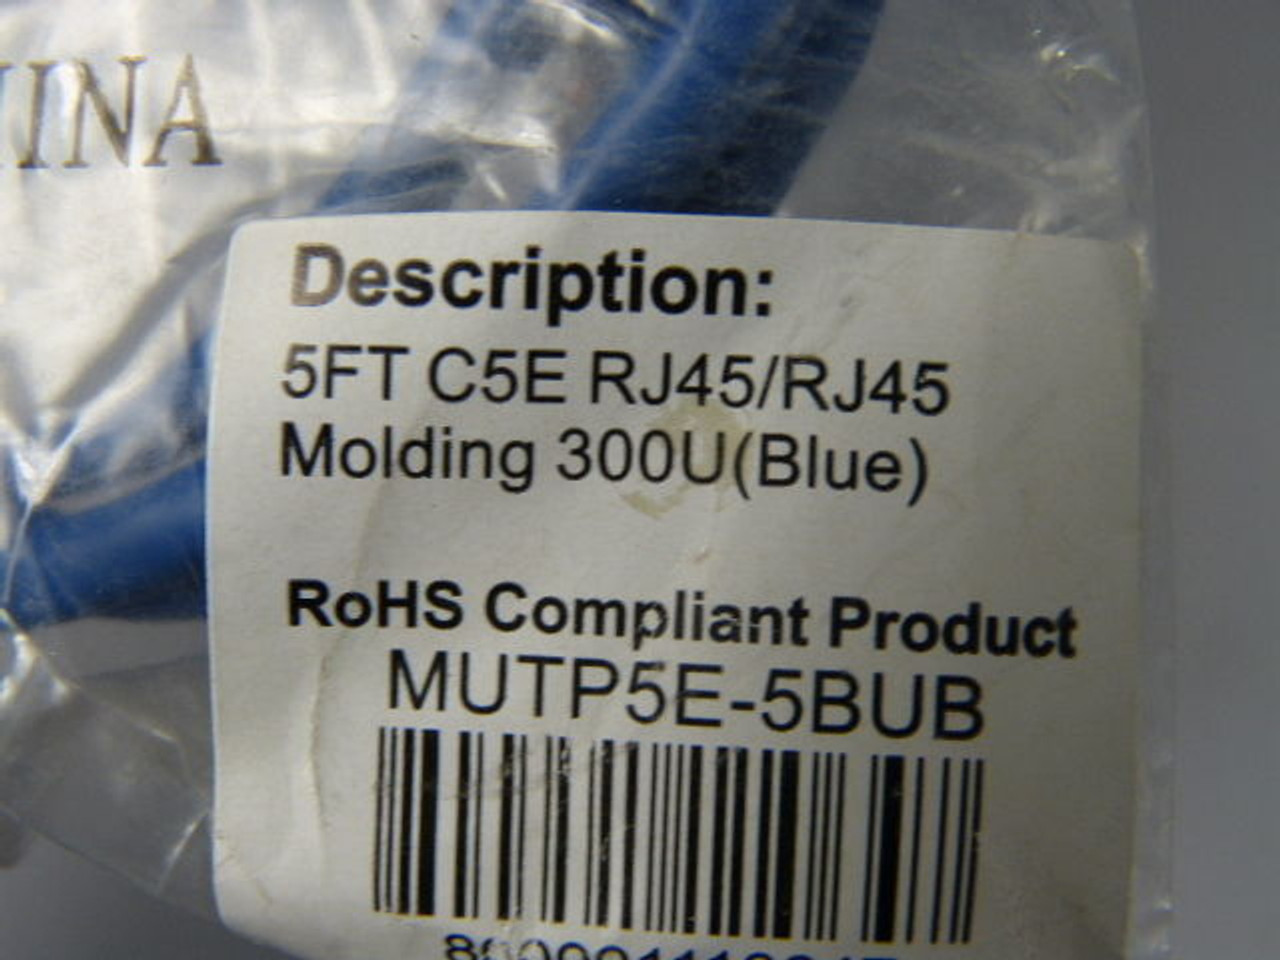 Description:
5FT C5E RJ45/RJ45
Molding 300U(Blue)
RoHS Compliant Product
MUTP5E-5BUB